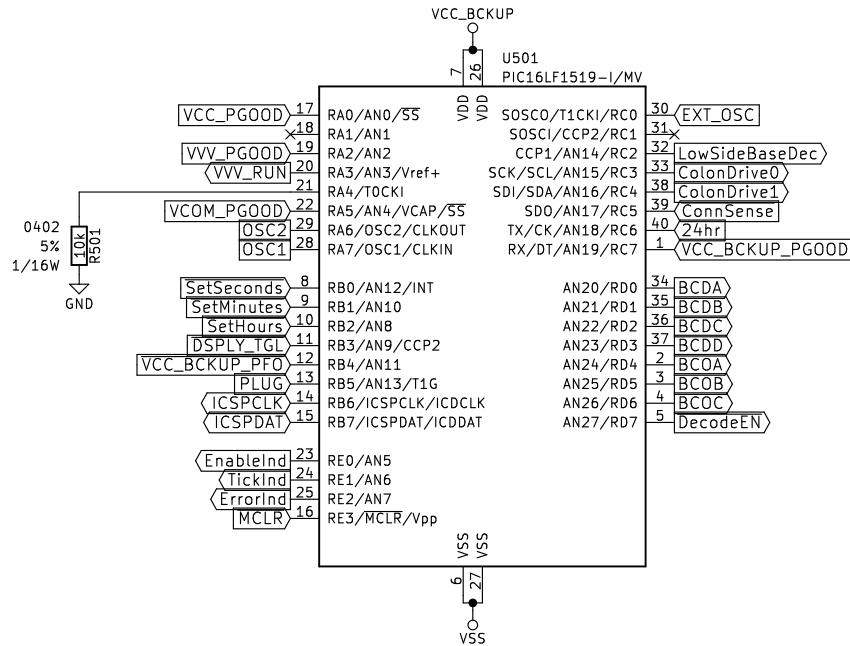 VCC_BCKUP
U501
PIC16LF1519-I/MV
7 26
VDD VDD
VCC_PGOOD 17 RA0/AN0/SS
18 RA1/AN1
VVV_PGOOD 19 RA2/AN2
VVV_RUN 20 RA3/AN3/Vref+
21 RA4/T0CKI
VCOM_PGOOD 22 RA5/AN4/VCAP/SS
OSC2 29 RA6/OSC2/CLKOUT
OSC1 28 RA7/OSC1/CLKIN
0402
5%
1/16W
10k
R501
GND
SetSeconds 8 RB0/AN12/INT
SetMinutes 9 RB1/AN10
SetHours 10 RB2/AN8
DSPLY_TGL 11 RB3/AN9/CCP2
VCC_BCKUP_PFO 12 RB4/AN11
PLUG 13 RB5/AN13/T1G
ICSPCLK 14 RB6/ICSPCLK/ICDCLK
ICSPDAT 15 RB7/ICSPDAT/ICDDAT
EnableInd 23 RE0/AN5
TickInd 24 RE1/AN6
ErrorInd 25 RE2/AN7
MCLR 16 RE3/MCLR/Vpp
SOSCO/T1CKI/RC0 30 EXT_OSC
SOSCI/CCP2/RC1 31
CCP1/AN14/RC2 32 LowSideBaseDec
SCK/SCL/AN15/RC3 33 ColonDrive0
SDI/SDA/AN16/RC4 38 ColonDrive1
SDO/AN17/RC5 39 ConnSense
TX/CK/AN18/RC6 40 24hr
RX/DT/AN19/RC7 1 VCC_BCKUP_PGOOD
AN20/RD0 34 BCDA
AN21/RD1 35 BCDB
AN22/RD2 36 BCDC
AN23/RD3 37 BCDD
AN24/RD4 2 BCOA
AN25/RD5 3 BCOB
AN26/RD6 4 BCOC
AN27/RD7 5 DecodeEN
VSS VSS
6 27
VSS